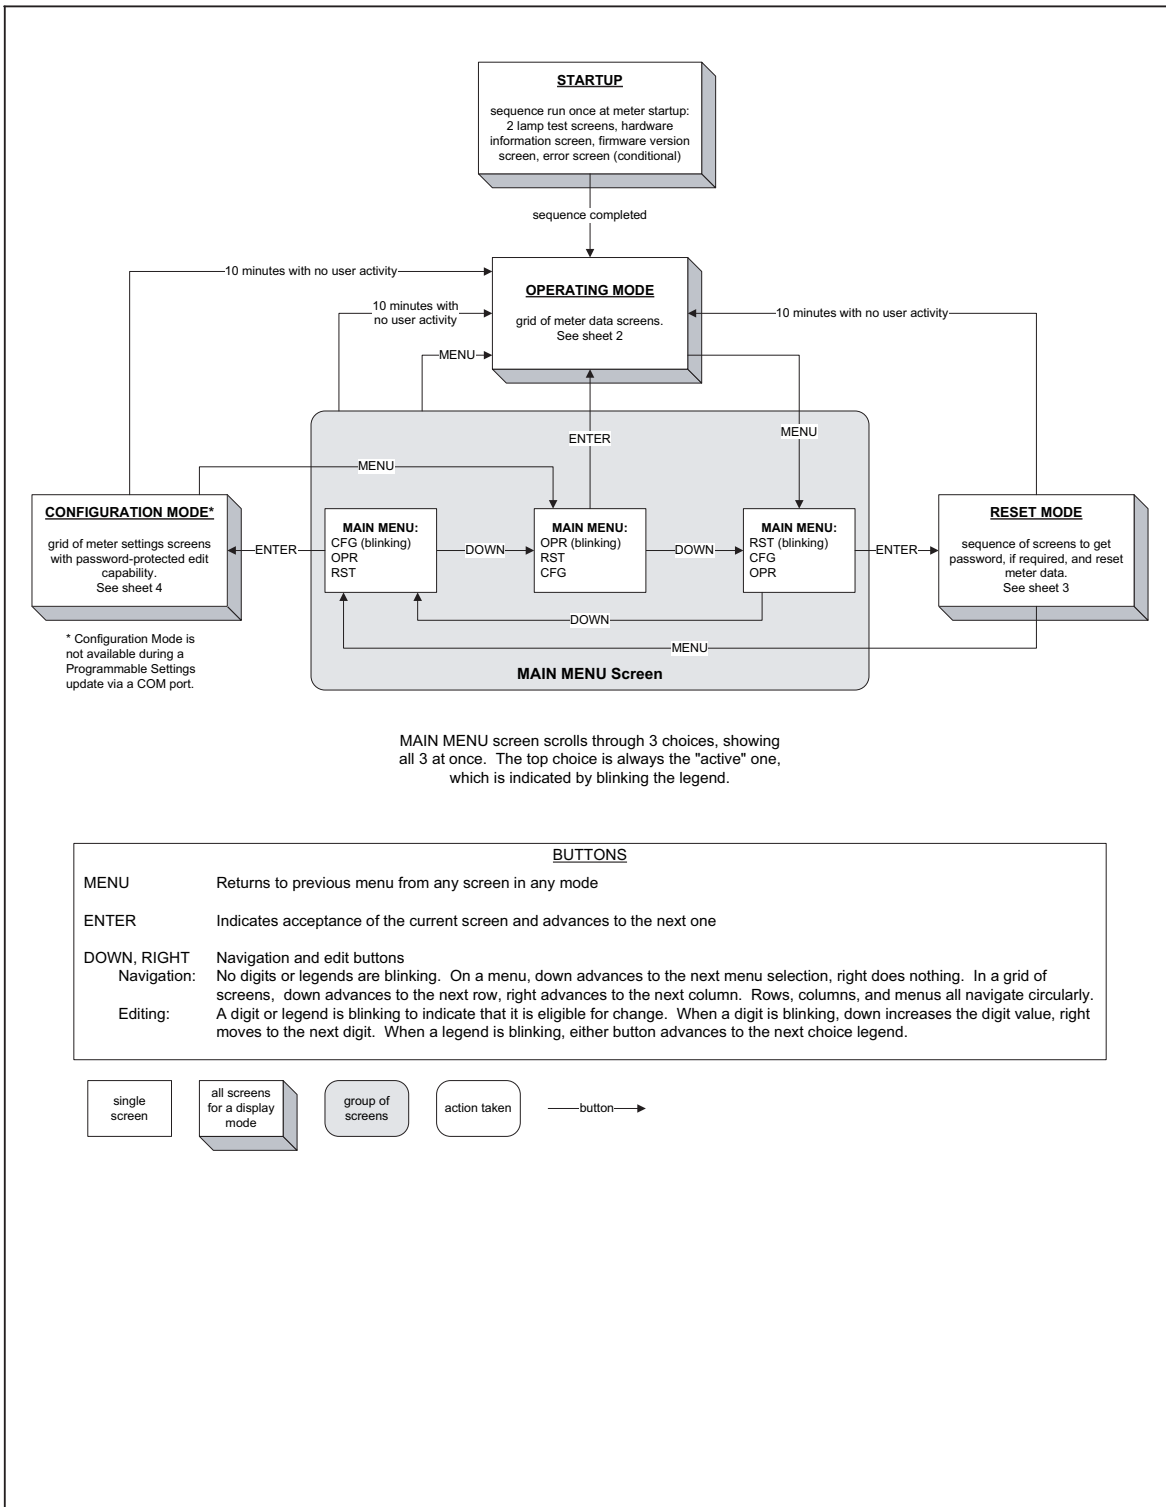 STARTUP
sequence run once at meter startup:
2 lamp test screens, hardware
information screen, firmware version
screen, error screen (conditional)
sequence completed
10 minutes with no user activity
OPERATING MODE
grid of meter data screens.
See sheet 2
10 minutes with
no user activity
10 minutes with no user activity
MENU
ENTER
MENU
MENU
CONFIGURATION MODE*
grid of meter settings screens
with password-protected edit
capability.
See sheet 4
ENTER
MAIN MENU:
CFG (blinking)
OPR
RST
DOWN
MAIN MENU:
OPR (blinking)
RST
CFG
DOWN
MAIN MENU:
RST (blinking)
CFG
OPR
ENTER
RESET MODE
sequence of screens to get
password, if required, and reset
meter data.
See sheet 3
DOWN
MENU
MAIN MENU Screen
* Configuration Mode is
not available during a
Programmable Settings
update via a COM port.
MAIN MENU screen scrolls through 3 choices, showing
all 3 at once. The top choice is always the "active" one,
which is indicated by blinking the legend.
BUTTONS
MENU Returns to previous menu from any screen in any mode
ENTER Indicates acceptance of the current screen and advances to the next one
DOWN, RIGHT Navigation and edit buttons
Navigation: No digits or legends are blinking. On a menu, down advances to the next menu selection, right does nothing. In a grid of
screens, down advances to the next row, right advances to the next column. Rows, columns, and menus all navigate circularly.
Editing: A digit or legend is blinking to indicate that it is eligible for change. When a digit is blinking, down increases the digit value, right
moves to the next digit. When a legend is blinking, either button advances to the next choice legend.
single
screen
all screens
for a display
mode
group of
screens
action taken
button